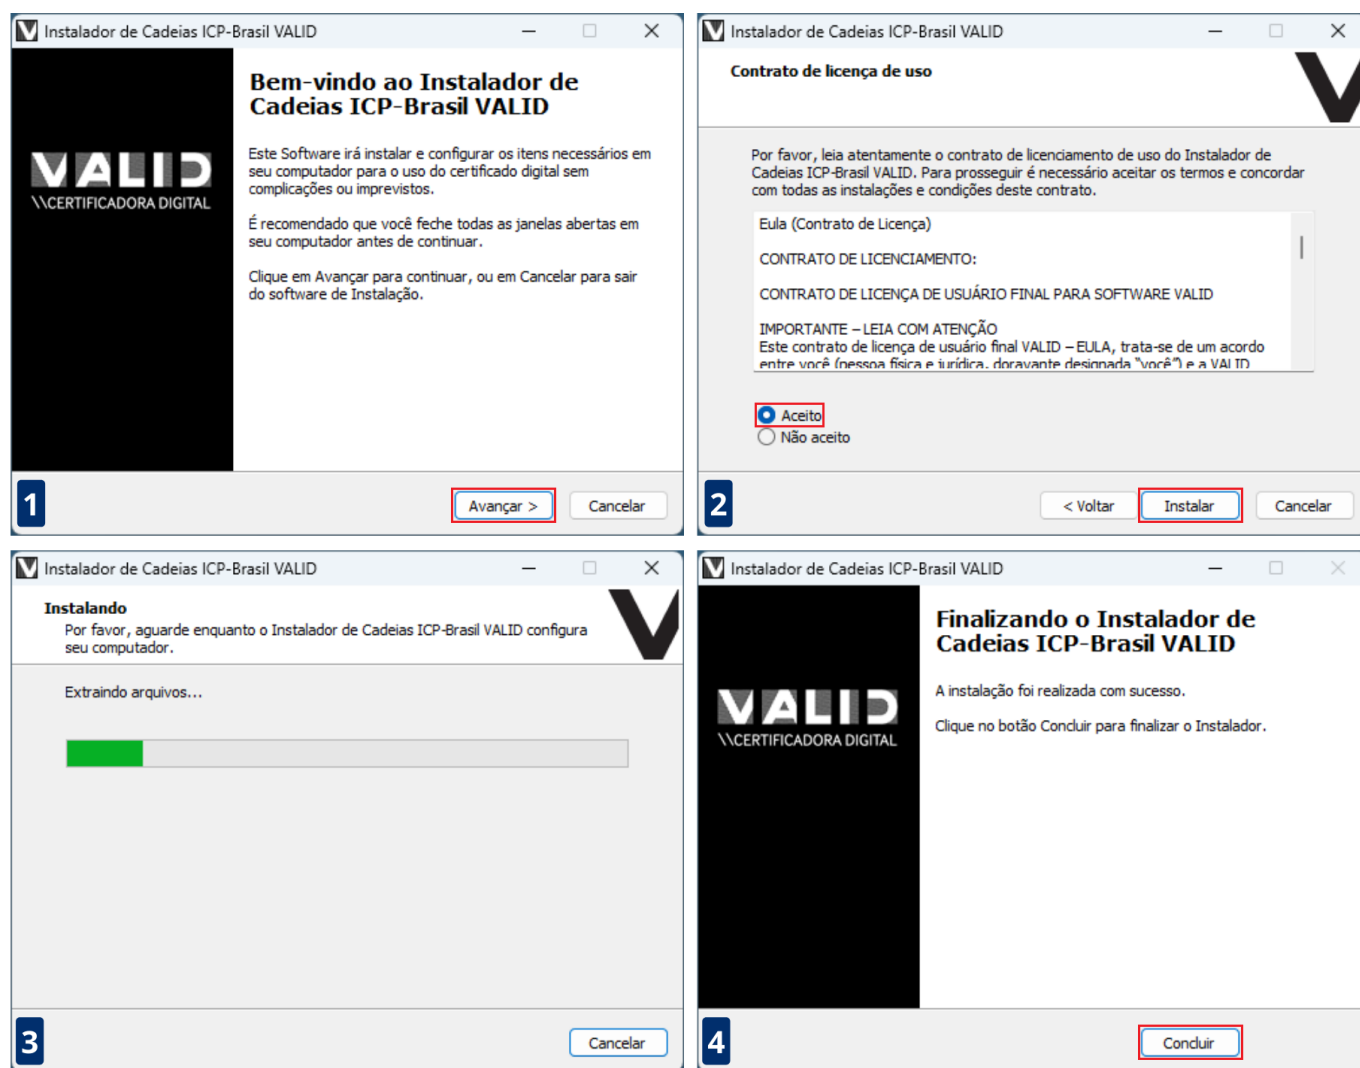 Instalador de Cadeias ICP-Brasil VALID
Bem-vindo ao Instalador de
Cadeias ICP-Brasil VALID
VALID
\\CERTIFICADORA DIGITAL
Este Software irá instalar e configurar os itens necessários em
seu computador para o uso do certificado digital sem
complicações ou imprevistos.
É recomendado que você feche todas as janelas abertas em
seu computador antes de continuar.
Clique em Avançar para continuar, ou em Cancelar para sair
do software de Instalação.
1
Avançar >
Cancelar
Instalador de Cadeias ICP-Brasil VALID
Contrato de licença de uso
Por favor, leia atentamente o contrato de licenciamento de uso do Instalador de
Cadeias ICP-Brasil VALID. Para prosseguir é necessário aceitar os termos e concordar
com todas as instalações e condições deste contrato.
Eula (Contrato de Licença)
CONTRATO DE LICENCIAMENTO:
CONTRATO DE LICENÇA DE USUÁRIO FINAL PARA SOFTWARE VALID
IMPORTANTE – LEIA COM ATENÇÃO
Este contrato de licença de usuário final VALID – EULA, trata-se de um acordo
entre você (pessoa física e jurídica, doravante designada "você") e a VALID
Aceito
Não aceito
2
< Voltar
Instalar
Cancelar
Instalador de Cadeias ICP-Brasil VALID
Instalando
Por favor, aguarde enquanto o Instalador de Cadeias ICP-Brasil VALID configura
seu computador.
Extraindo arquivos...
3
Cancelar
Instalador de Cadeias ICP-Brasil VALID
Finalizando o Instalador de
Cadeias ICP-Brasil VALID
VALID
\\CERTIFICADORA DIGITAL
A instalação foi realizada com sucesso.
Clique no botão Concluir para finalizar o Instalador.
4
Concluir